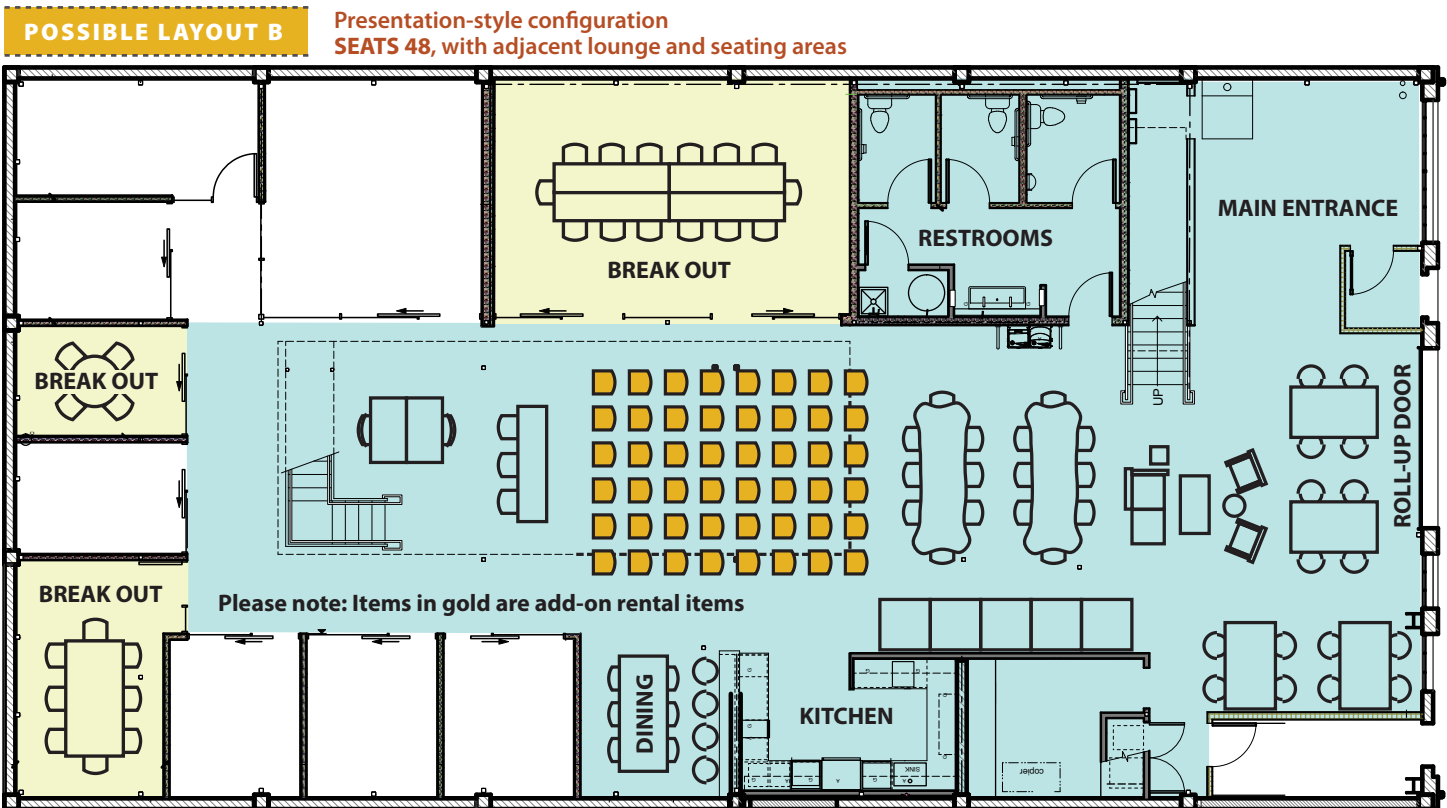 POSSIBLE LAYOUT B
Presentation-style configuration
SEATS 48, with adjacent lounge and seating areas
MAIN ENTRANCE
RESTROOMS
BREAK OUT
BREAK OUT
UP
ROLL-UP DOOR
BREAK OUT
Please note: Items in gold are add-on rental items
DINING
KITCHEN
SINK
copier